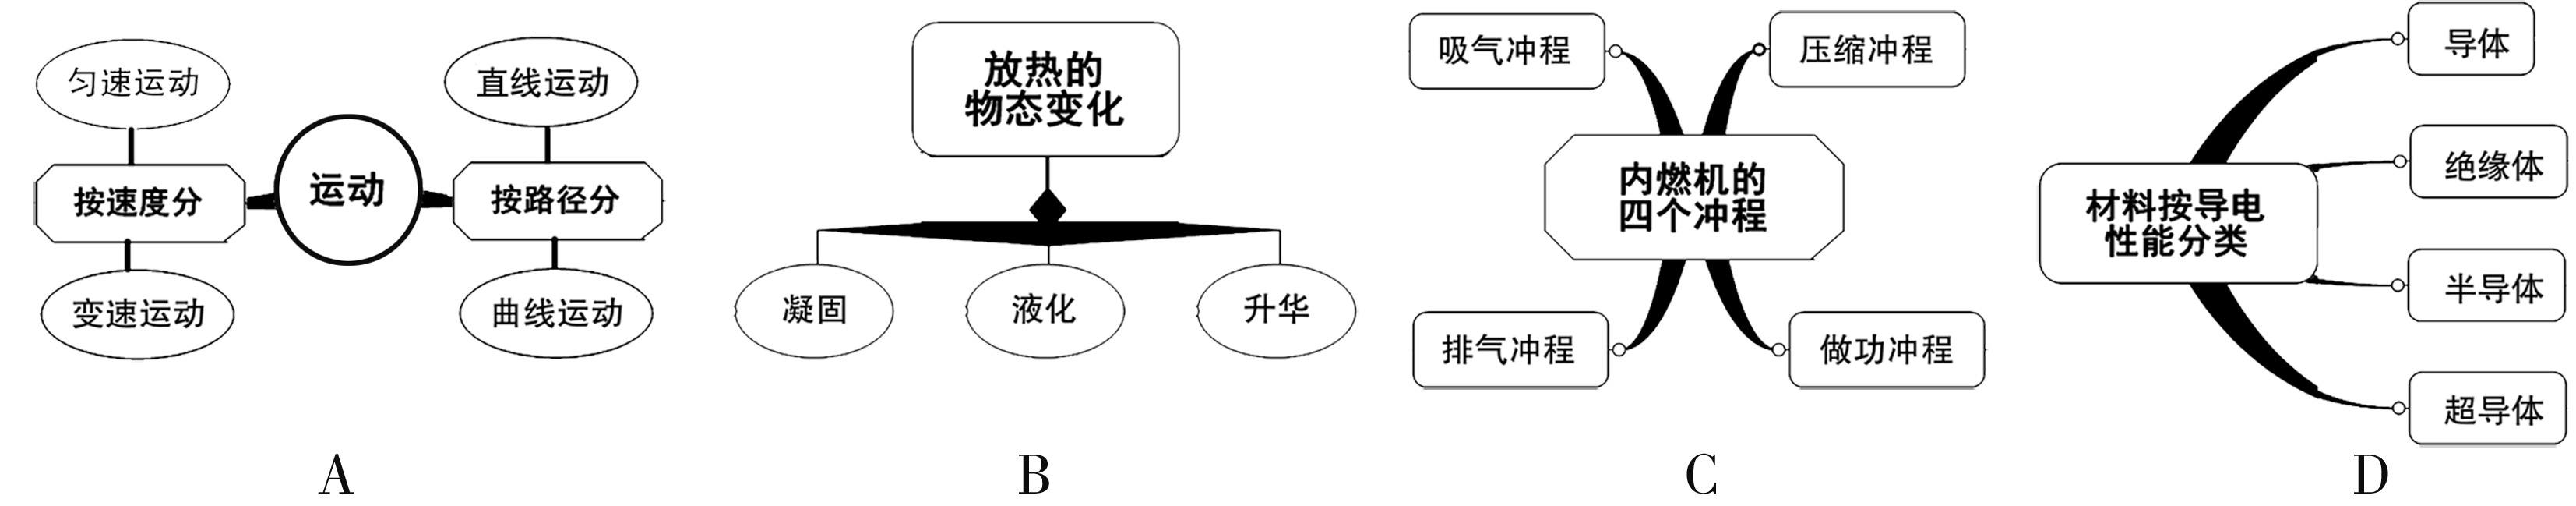 匀速运动
直线运动
运动
按速度分
按路径分
变速运动
曲线运动
A
放热的
物态变化
凝固
液化
升华
B
吸气冲程
压缩冲程
内燃机的
四个冲程
排气冲程
做功冲程
C
导体
绝缘体
材料按导电
性能分类
半导体
超导体
D